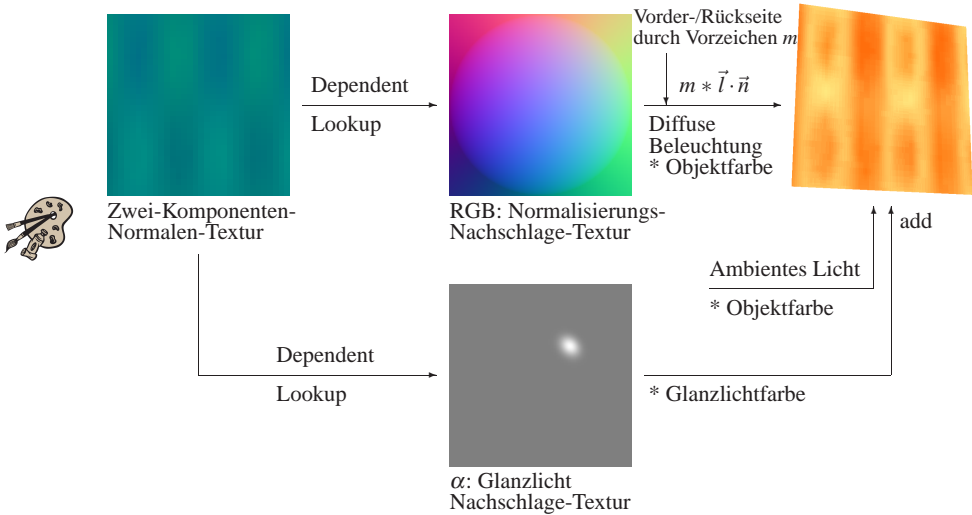 Vorder-/Rückseite
durch Vorzeichen m
Dependent
Lookup
m ∗ l⃗ · n⃗
Diffuse
Beleuchtung
* Objektfarbe
Zwei-Komponenten-
Normalen-Textur
RGB: Normalisierungs-
Nachschlage-Textur
add
Ambientes Licht
* Objektfarbe
Dependent
Lookup
* Glanzlichtfarbe
α: Glanzlicht
Nachschlage-Textur